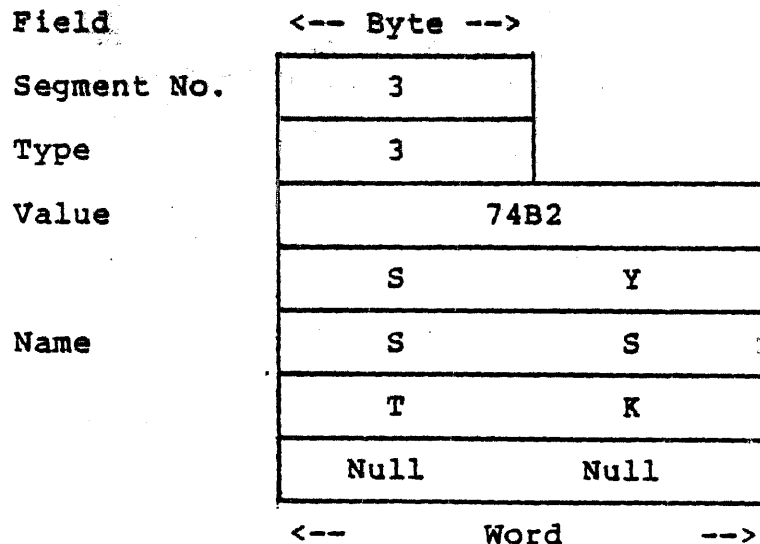 Field <-- Byte -->
Segment No. 3
Type 3
Value 74B2
S Y
Name S S
T K
Null Null
<-- Word -->